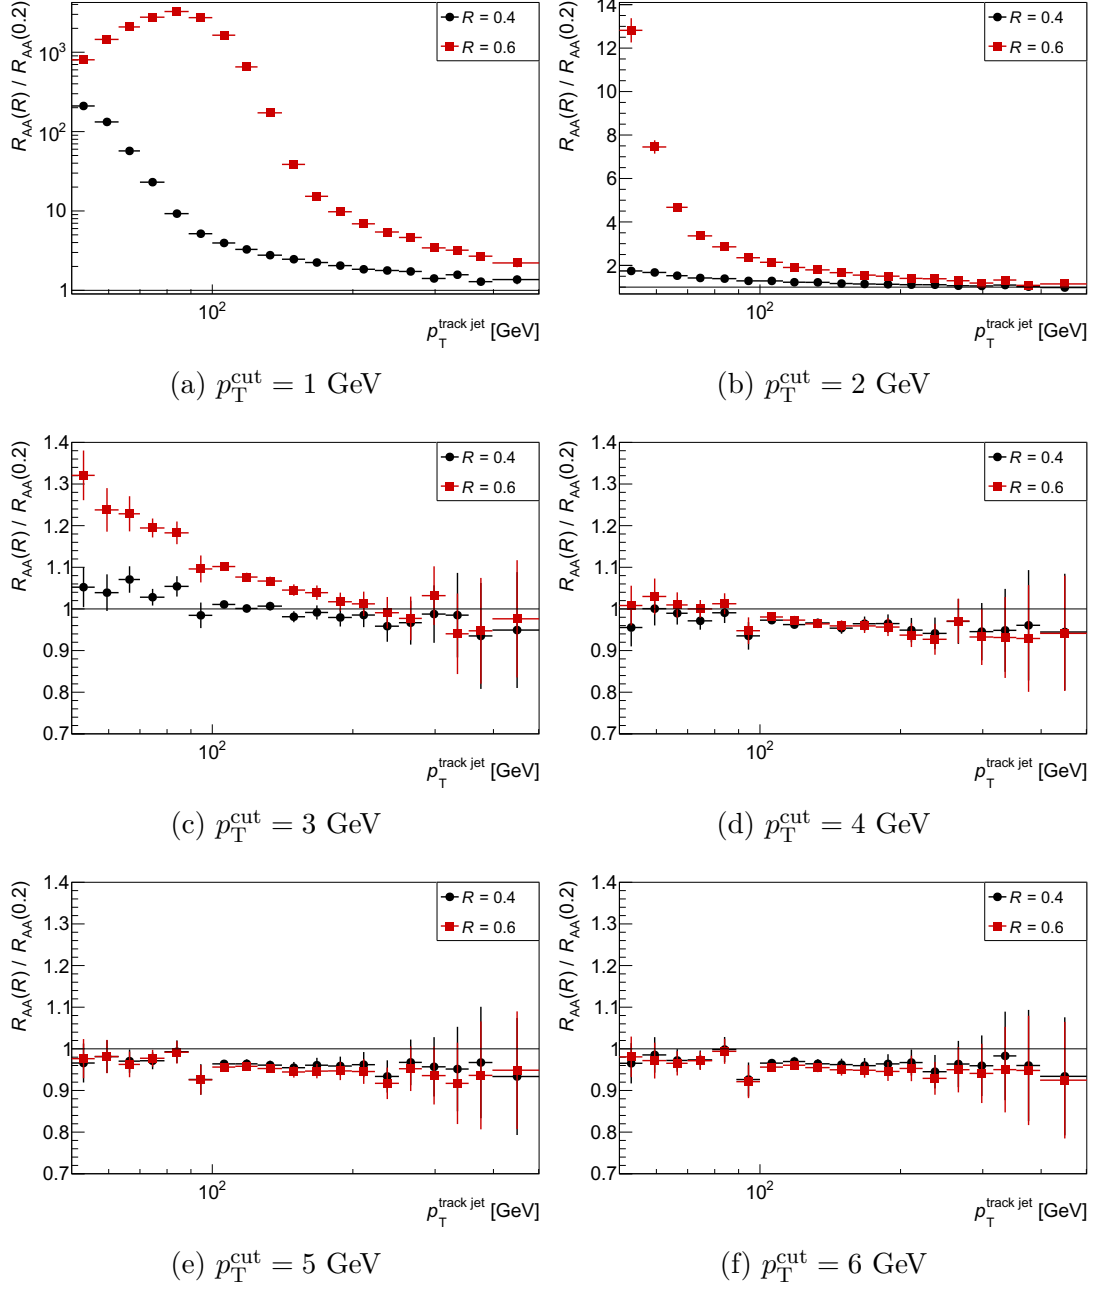 R_AA(R) / R_AA(0.2)
10^3
10^2
10
1
R = 0.4
R = 0.6
10^2
p_T^track jet [GeV]
(a) p_T^cut = 1 GeV
R_AA(R) / R_AA(0.2)
14
12
10
8
6
4
2
R = 0.4
R = 0.6
10^2
p_T^track jet [GeV]
(b) p_T^cut = 2 GeV
R_AA(R) / R_AA(0.2)
1.4
1.3
1.2
1.1
1
0.9
0.8
0.7
R = 0.4
R = 0.6
10^2
p_T^track jet [GeV]
(c) p_T^cut = 3 GeV
R_AA(R) / R_AA(0.2)
1.4
1.3
1.2
1.1
1
0.9
0.8
0.7
R = 0.4
R = 0.6
10^2
p_T^track jet [GeV]
(d) p_T^cut = 4 GeV
R_AA(R) / R_AA(0.2)
1.4
1.3
1.2
1.1
1
0.9
0.8
0.7
R = 0.4
R = 0.6
10^2
p_T^track jet [GeV]
(e) p_T^cut = 5 GeV
R_AA(R) / R_AA(0.2)
1.4
1.3
1.2
1.1
1
0.9
0.8
0.7
R = 0.4
R = 0.6
10^2
p_T^track jet [GeV]
(f) p_T^cut = 6 GeV